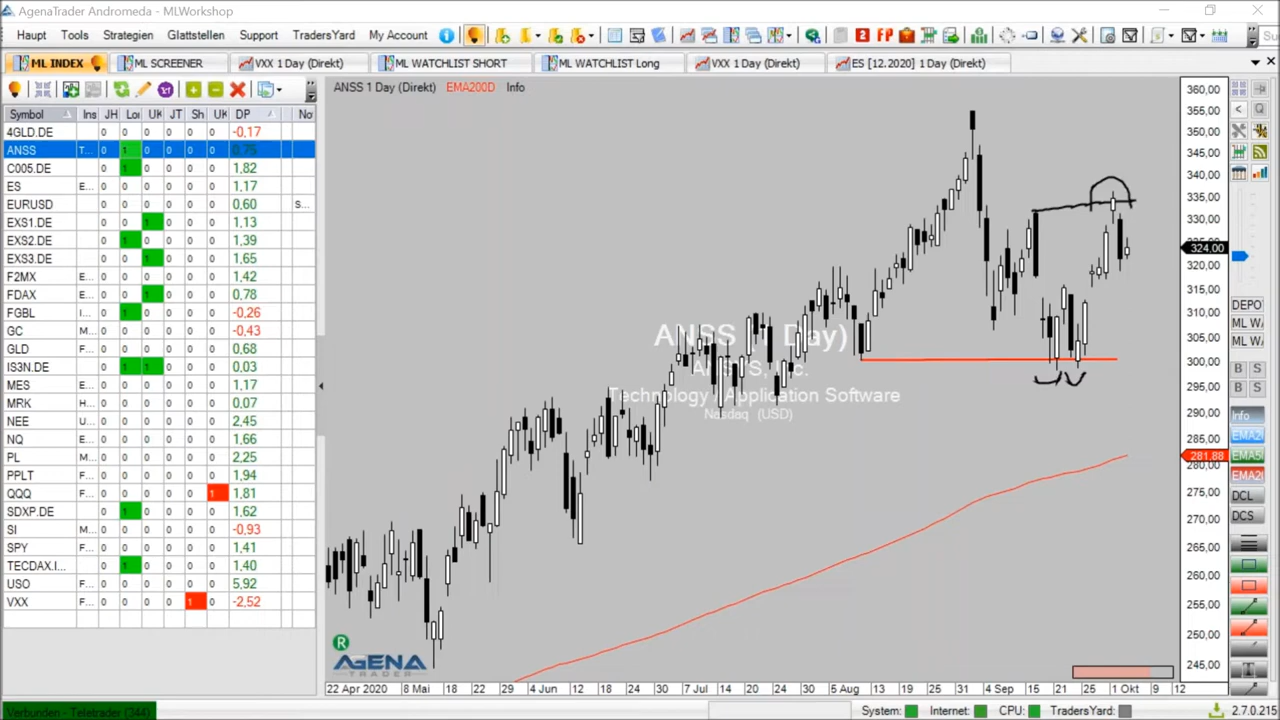 AgenaTrader Andromeda - MLWorkshop
Haupt Tools Strategien Glattstellen Support TradersYard My Account
ML INDEX ML SCREENER VXX 1 Day (Direkt) ML WATCHLIST SHORT ML WATCHLIST Long VXX 1 Day (Direkt) ES [12.2020] 1 Day (Direkt)
Symbol Ins JH Loi UK JT Sh UK DP No
4GLD.DE 0 0 0 0 0 0 -0,17
ANSS T... 0 1 0 0 0 0 0,75
C005.DE 0 1 0 0 0 0 1,82
ES E... 0 0 0 0 0 0 1,17
EURUSD 0 0 0 0 0 0 0,60 S...
EXS1.DE 0 0 1 0 0 0 1,13
EXS2.DE 0 1 0 0 0 0 1,39
EXS3.DE 0 0 1 0 0 0 1,65
F2MX E... 0 0 0 0 0 0 1,42
FDAX E... 0 0 1 0 0 0 0,78
FGBL I... 0 1 0 0 0 0 -0,26
GC M... 0 0 0 0 0 0 -0,43
GLD F... 0 0 0 0 0 0 0,68
IS3N.DE 0 1 1 0 0 0 0,03
MES E... 0 0 0 0 0 0 1,17
MRK H... 0 0 0 0 0 0 0,07
NEE U... 0 0 0 0 0 0 2,45
NQ E... 0 0 0 0 0 0 1,66
PL M... 0 0 0 0 0 0 2,25
PPLT F... 0 0 0 0 0 0 1,94
QQQ F... 0 0 0 0 0 1 1,81
SDXP.DE 0 1 0 0 0 0 1,62
SI M... 0 0 0 0 0 0 -0,93
SPY F... 0 0 0 0 0 0 1,41
TECDAX.I... 0 1 0 0 0 0 1,40
USO F... 0 0 0 0 0 0 5,92
VXX F... 0 0 0 0 1 0 -2,52
ANSS 1 Day (Direkt) EMA200D Info
ANSYS, Inc.
Technology / Application Software
Nasdaq (USD)
AGENA
TRADER
360,00
355,00
350,00
345,00
340,00
335,00
330,00
324.00
320,00
315,00
310,00
305,00
300,00
295,00
290,00
285,00
281.88
280,00
275,00
270,00
265,00
260,00
255,00
250,00
245,00
DEPO
ML W
ML W
B S
B S
Info
EMA2
EMA5
EMA2
DCL
DCS
22 Apr 2020 8 Mai 18 22 29 4 Jun 12 18 24 30 7 Jul 14 20 24 30 5 Aug 13 19 25 31 4 Sep 15 21 25 1 Okt 9 12
Verbunden - Teletrader (344) System: Internet: CPU: TradersYard: 2.7.0.215